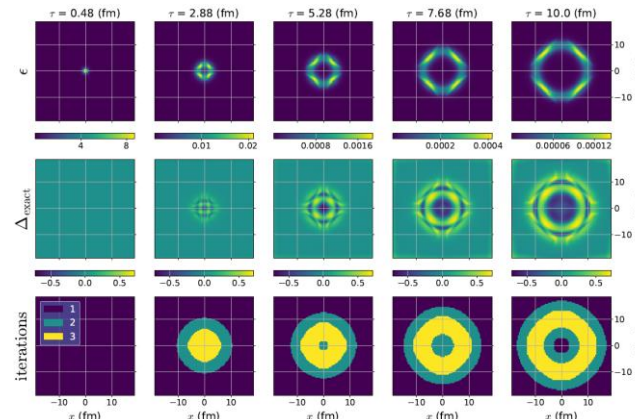 τ = 0.48 (fm) τ = 2.88 (fm) τ = 5.28 (fm) τ = 7.68 (fm) τ = 10.0 (fm)
ϵ
10
0
−10
4 8 0.01 0.02 0.0008 0.0016 0.0002 0.0004 0.00006 0.00012
Δexact
10
0
−10
−0.5 0.0 0.5 −0.5 0.0 0.5 −0.5 0.0 0.5 −0.5 0.0 0.5 −0.5 0.0 0.5
iterations
1
2
3
10
0
−10
−10 0 10 −10 0 10 −10 0 10 −10 0 10 −10 0 10
x (fm) x (fm) x (fm) x (fm) x (fm)